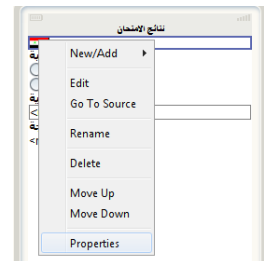 نتائج الامتحان
New/Add
Edit
Go To Source
Rename
Delete
Move Up
Move Down
Properties